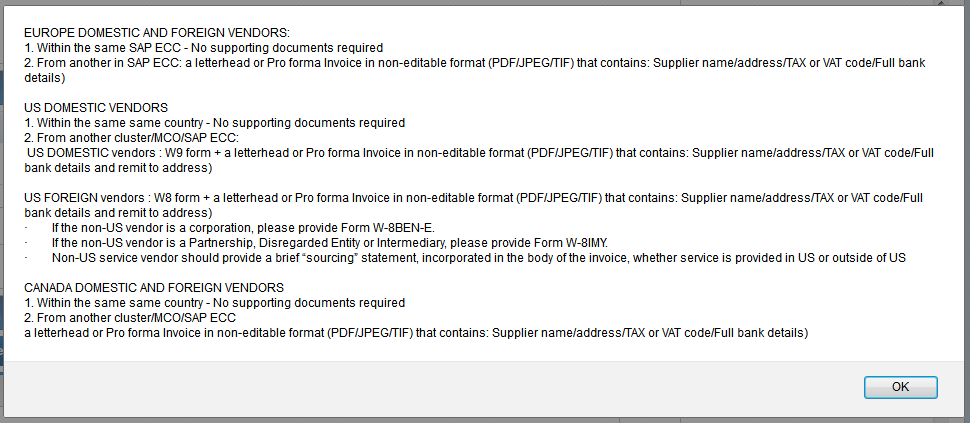 EUROPE DOMESTIC AND FOREIGN VENDORS:
1. Within the same SAP ECC - No supporting documents required
2. From another in SAP ECC: a letterhead or Pro forma Invoice in non-editable format (PDF/JPEG/TIF) that contains: Supplier name/address/TAX or VAT code/Full bank
details)
US DOMESTIC VENDORS
1. Within the same same country - No supporting documents required
2. From another cluster/MCO/SAP ECC:
US DOMESTIC vendors : W9 form + a letterhead or Pro forma Invoice in non-editable format (PDF/JPEG/TIF) that contains: Supplier name/address/TAX or VAT code/Full
bank details and remit to address)
US FOREIGN vendors : W8 form + a letterhead or Pro forma Invoice in non-editable format (PDF/JPEG/TIF) that contains: Supplier name/address/TAX or VAT code/Full
bank details and remit to address)
· If the non-US vendor is a corporation, please provide Form W-8BEN-E.
· If the non-US vendor is a Partnership, Disregarded Entity or Intermediary, please provide Form W-8IMY.
· Non-US service vendor should provide a brief “sourcing” statement, incorporated in the body of the invoice, whether service is provided in US or outside of US
CANADA DOMESTIC AND FOREIGN VENDORS
1. Within the same same country - No supporting documents required
2. From another cluster/MCO/SAP ECC
a letterhead or Pro forma Invoice in non-editable format (PDF/JPEG/TIF) that contains: Supplier name/address/TAX or VAT code/Full bank details)
OK